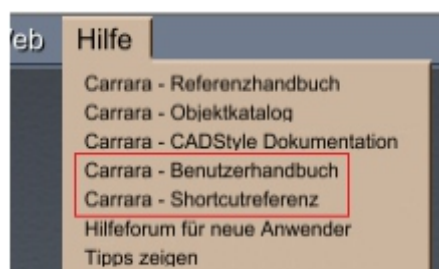 eb Hilfe
Carrara - Referenzhandbuch
Carrara - Objektkatalog
Carrara - CADStyle Dokumentation
Carrara - Benutzerhandbuch
Carrara - Shortcutreferenz
Hilfeforum für neue Anwender
Tipps zeigen